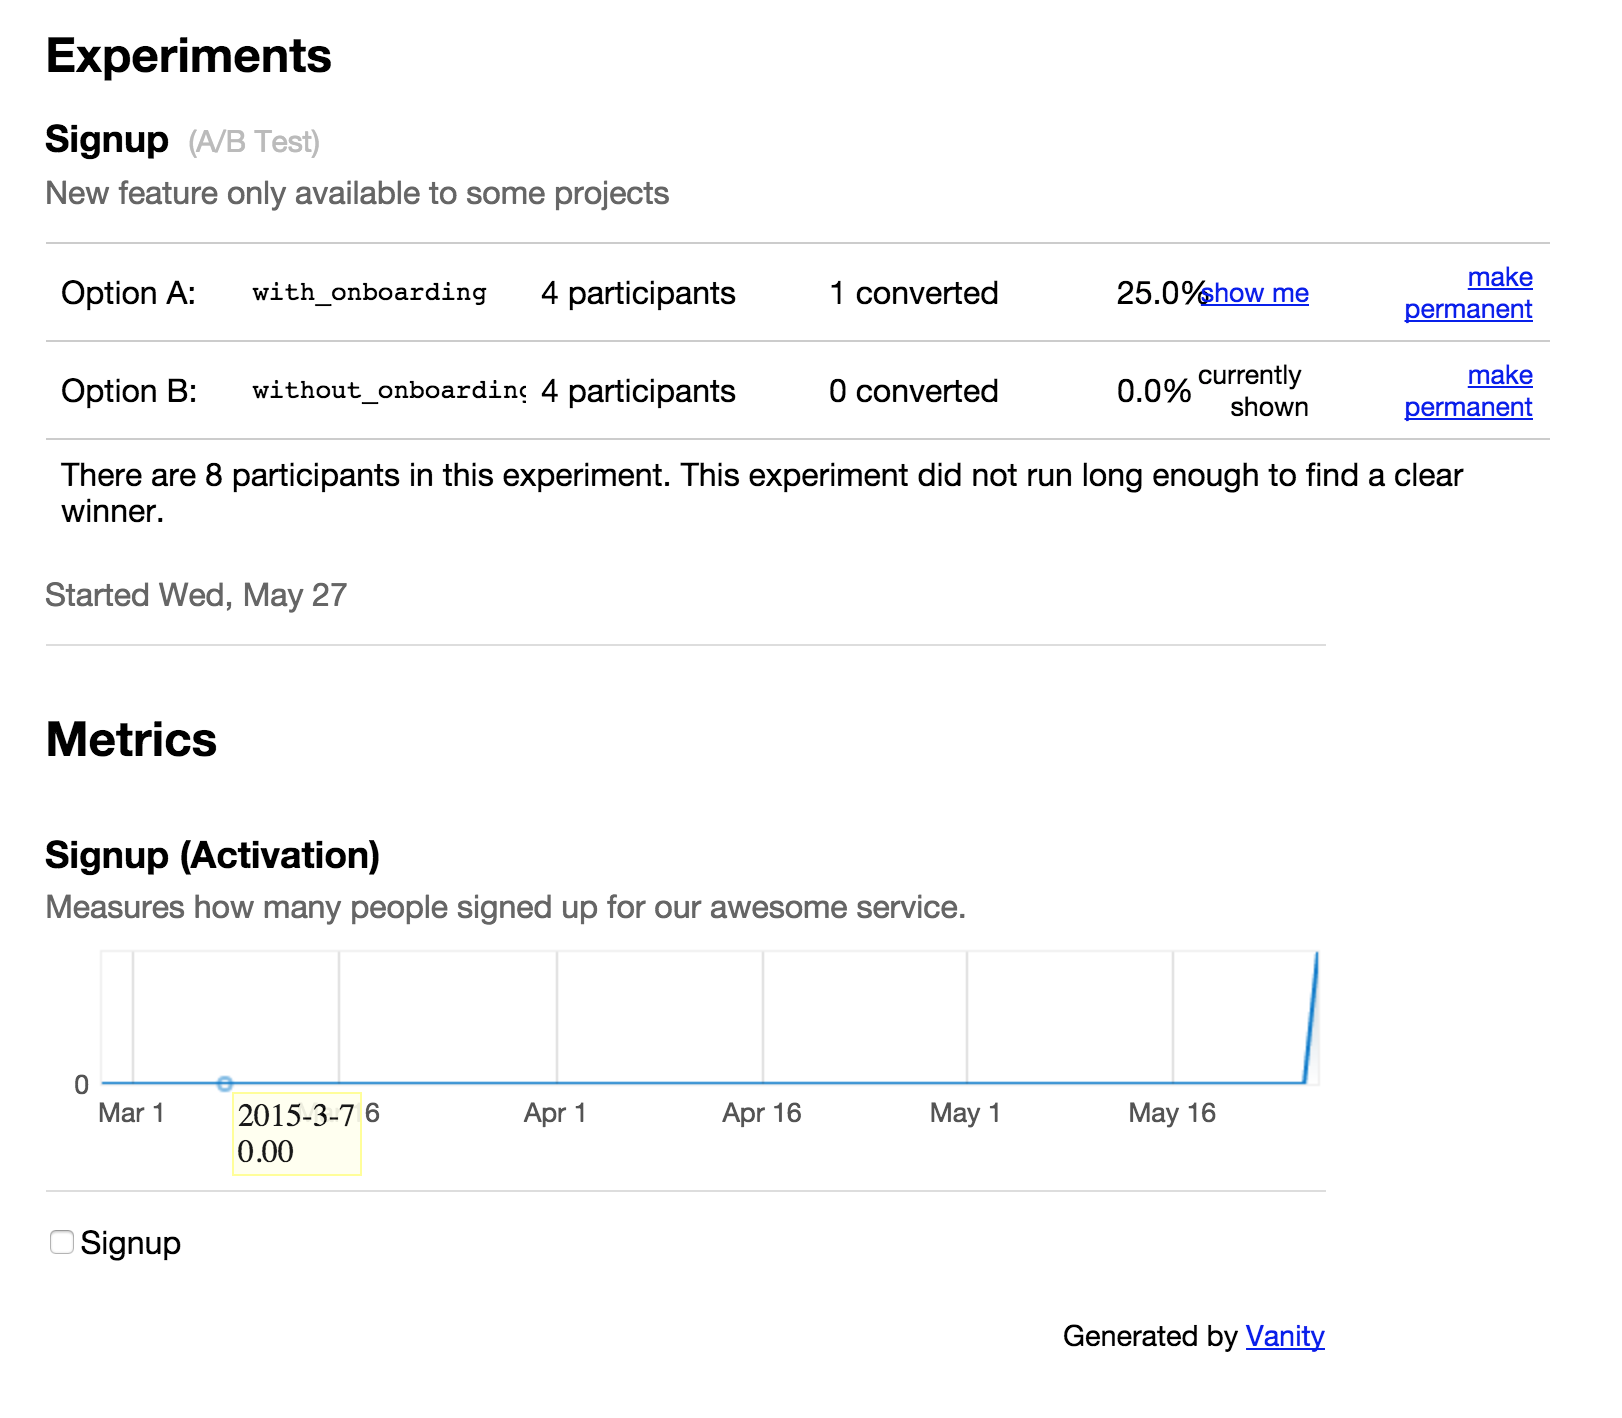 Experiments
Signup (A/B Test)
New feature only available to some projects
Option A: with_onboarding 4 participants 1 converted 25.0% show me make permanent
Option B: without_onboarding 4 participants 0 converted 0.0% currently shown make permanent
There are 8 participants in this experiment. This experiment did not run long enough to find a clear
winner.
Started Wed, May 27
Metrics
Signup (Activation)
Measures how many people signed up for our awesome service.
0
Mar 1 Mar 16 Apr 1 Apr 16 May 1 May 16
2015-3-7
0.00
Signup
Generated by Vanity